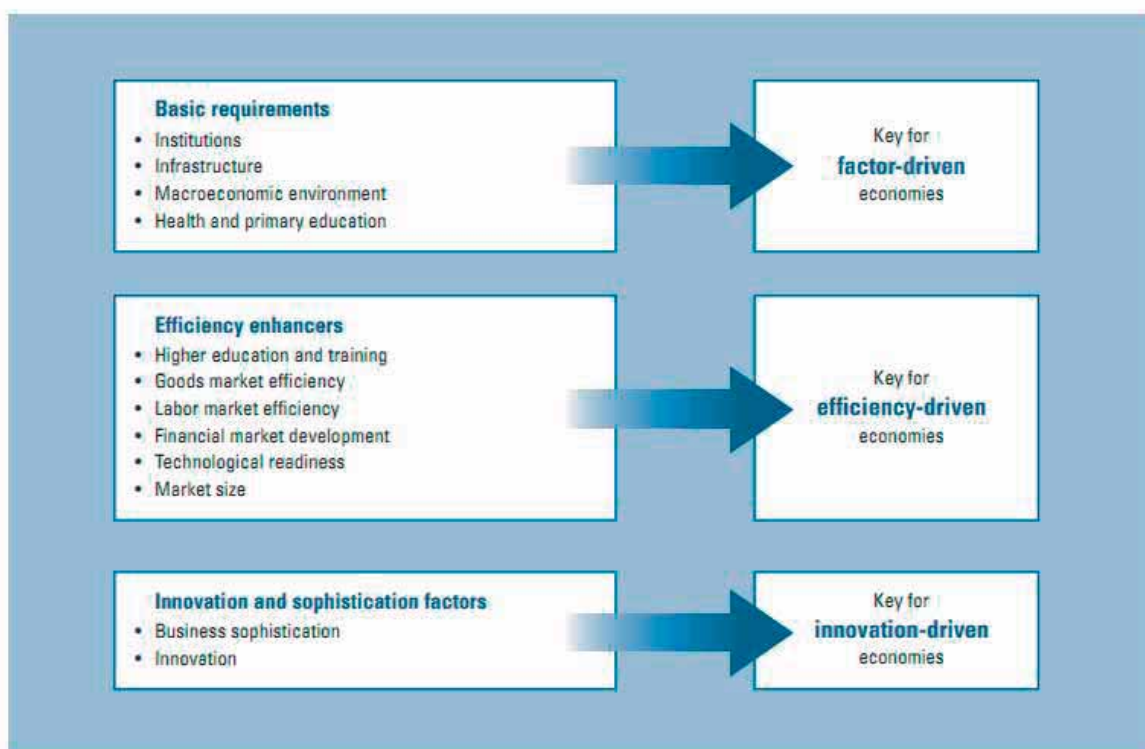 Basic requirements
• Institutions
• Infrastructure
• Macroeconomic environment
• Health and primary education
Key for
factor-driven
economies
Efficiency enhancers
• Higher education and training
• Goods market efficiency
• Labor market efficiency
• Financial market development
• Technological readiness
• Market size
Key for
efficiency-driven
economies
Innovation and sophistication factors
• Business sophistication
• Innovation
Key for
innovation-driven
economies